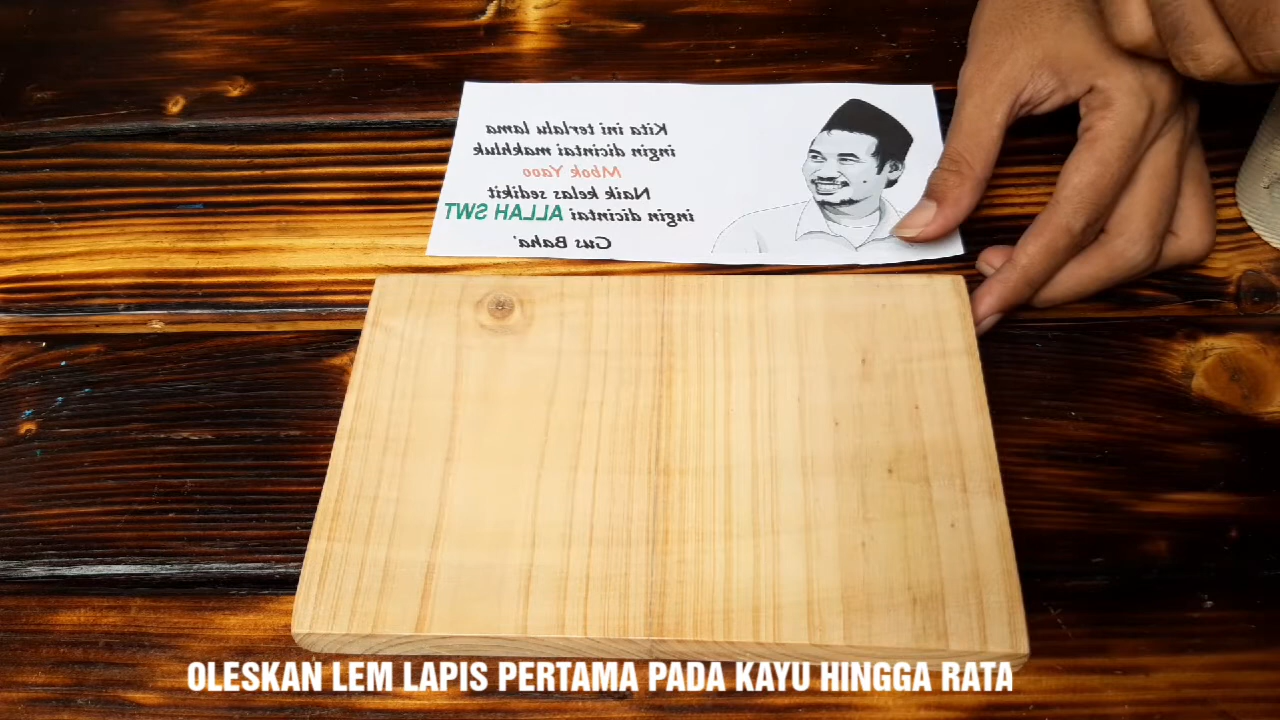 Kita ini terlalu lama
ingin dicintai makhluk
Mbok Yaoo
Naik kelas sedikit
ingin dicintai ALLAH SWT
Gus Baha'
OLESKAN LEM LAPIS PERTAMA PADA KAYU HINGGA RATA